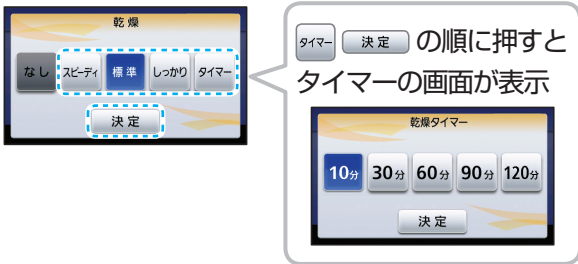 乾燥
なし スピーディ 標準 しっかり タイマー
決定
タイマー 決定 の順に押すと
タイマーの画面が表示
乾燥タイマー
10分 30分 60分 90分 120分
決定